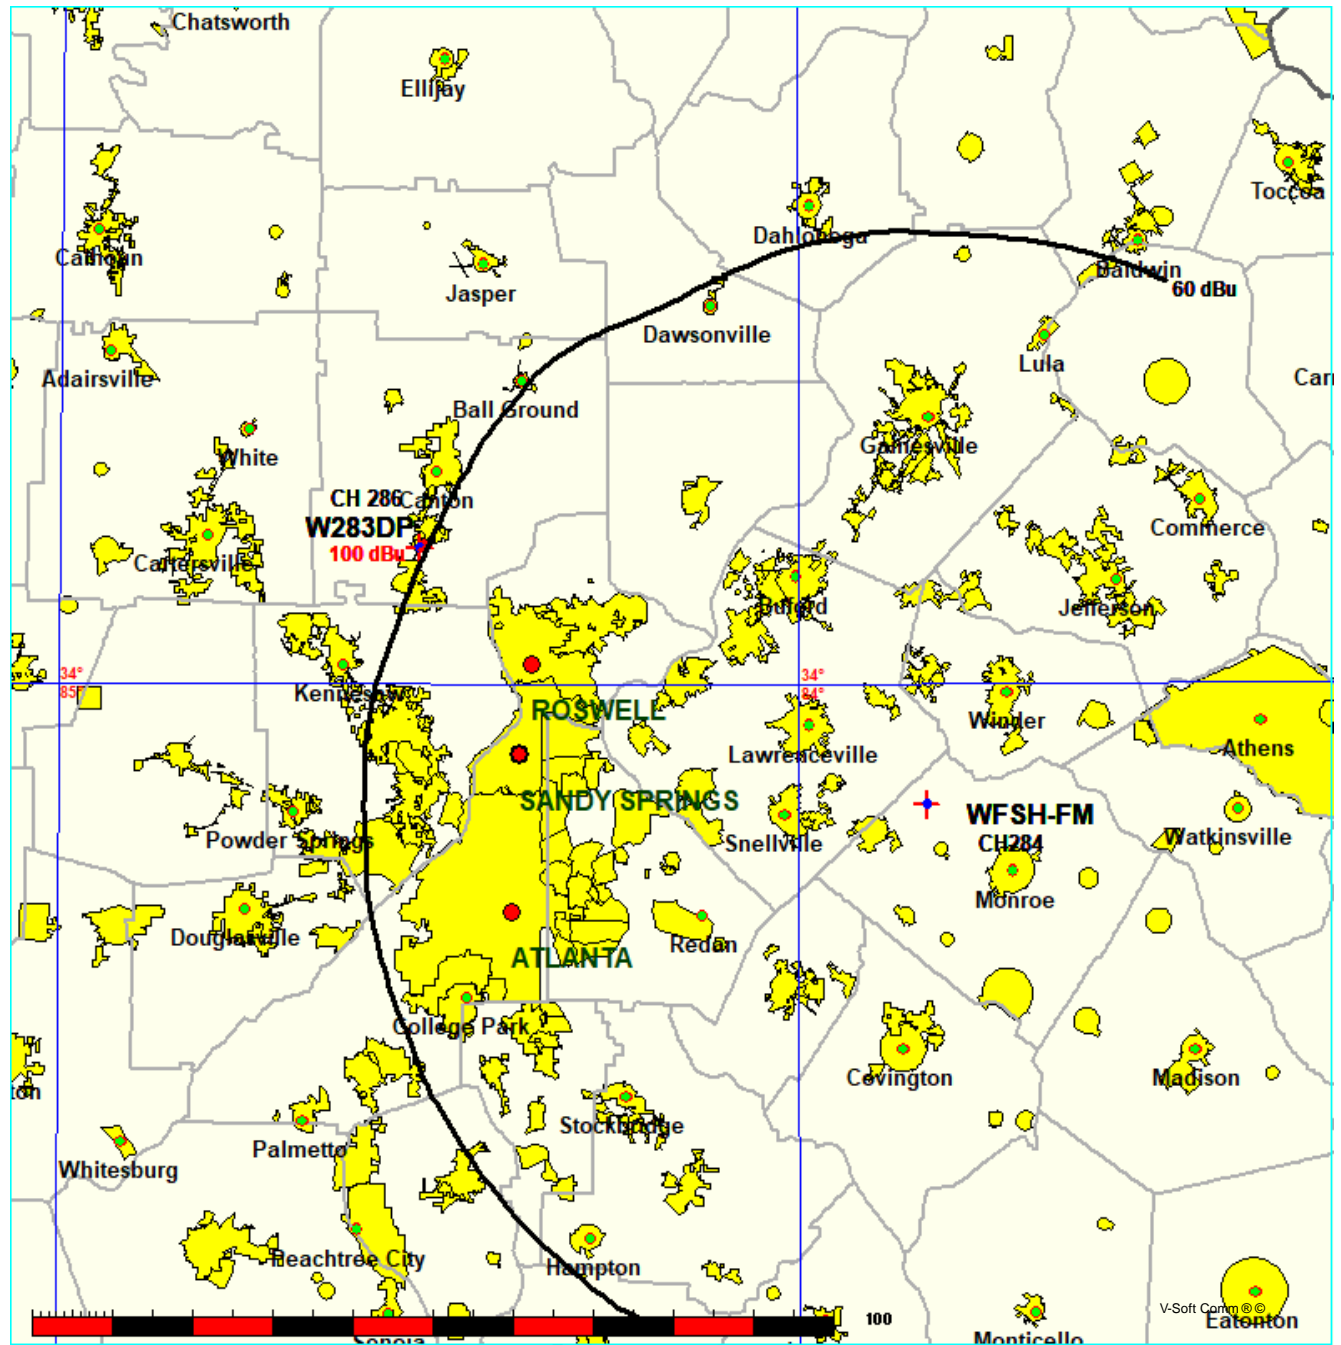 Chatsworth
Ellijay
Toccoa
Dahlonega
Calhoun
Baldwin
60 dBu
Jasper
Dawsonville
Lula
Adairsville
Carn
Ball Ground
White
Gainesville
CH 286
Canton
W283DP
100 dBu
Commerce
Cartersville
Buford
Jefferson
34°
85°
34°
84°
Kennesaw
ROSWELL
Winder
Lawrenceville
Athens
SANDY SPRINGS
WFSH-FM
CH284
Powder Springs
Snellville
Watkinsville
Monroe
Douglasville
Redan
ATLANTA
College Park
ton
Covington
Madison
Stockbridge
Palmetto
Whitesburg
Peachtree City
Hampton
V-Soft Comm ® ©
100
Eatonton
Senoia
Monticello